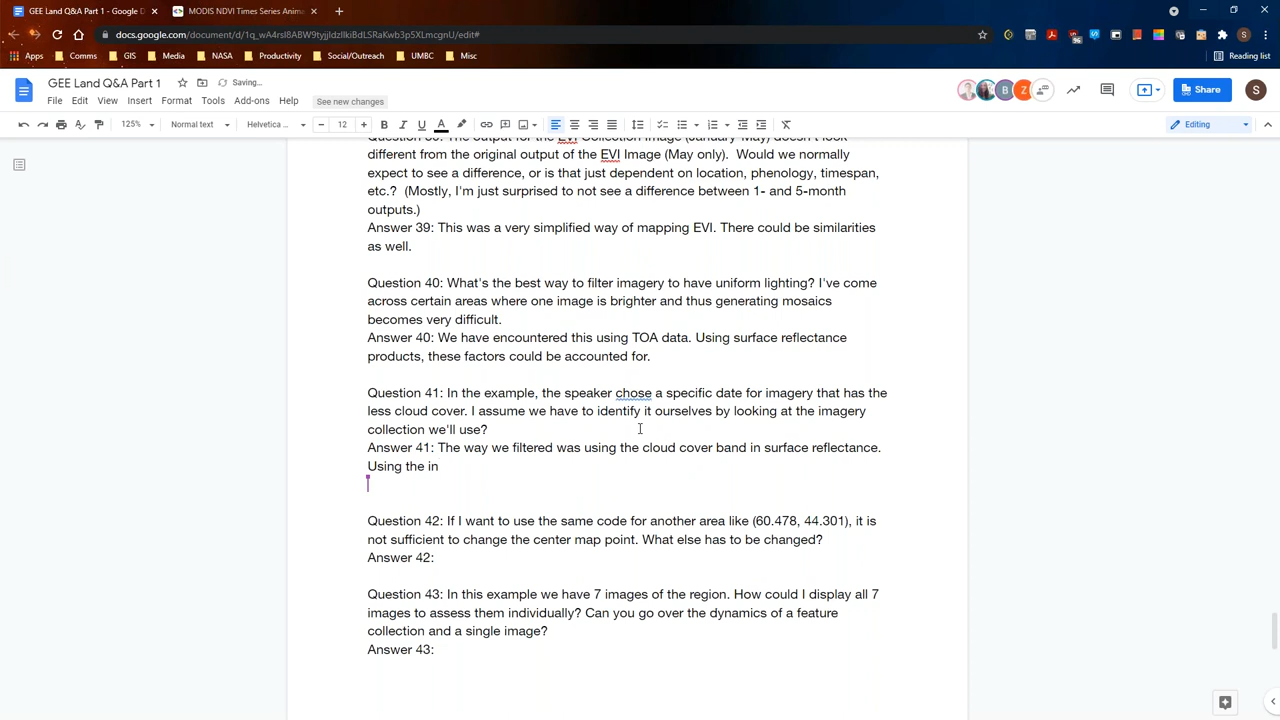 GEE Land Q&A Part 1 - Google D
MODIS NDVI Times Series Anima
docs.google.com/document/d/1q_wA4rsI8ABW9tyjjIdzIlkiBdLSRaKwb3p5XLmcgnU/edit#
Apps Comms GIS Media NASA Productivity Social/Outreach UMBC Misc Reading list
GEE Land Q&A Part 1 Saving...
File Edit View Insert Format Tools Add-ons Help See new changes
B Z Share S
125% Normal text Helvetica ... 12 B I U A Editing
different from the original output of the EVI Image (May only). Would we normally
expect to see a difference, or is that just dependent on location, phenology, timespan,
etc.? (Mostly, I'm just surprised to not see a difference between 1- and 5-month
outputs.)
Answer 39: This was a very simplified way of mapping EVI. There could be similarities
as well.
Question 40: What's the best way to filter imagery to have uniform lighting? I've come
across certain areas where one image is brighter and thus generating mosaics
becomes very difficult.
Answer 40: We have encountered this using TOA data. Using surface reflectance
products, these factors could be accounted for.
Question 41: In the example, the speaker chose a specific date for imagery that has the
less cloud cover. I assume we have to identify it ourselves by looking at the imagery
collection we'll use?
Answer 41: The way we filtered was using the cloud cover band in surface reflectance.
Using the in
Question 42: If I want to use the same code for another area like (60.478, 44.301), it is
not sufficient to change the center map point. What else has to be changed?
Answer 42:
Question 43: In this example we have 7 images of the region. How could I display all 7
images to assess them individually? Can you go over the dynamics of a feature
collection and a single image?
Answer 43: